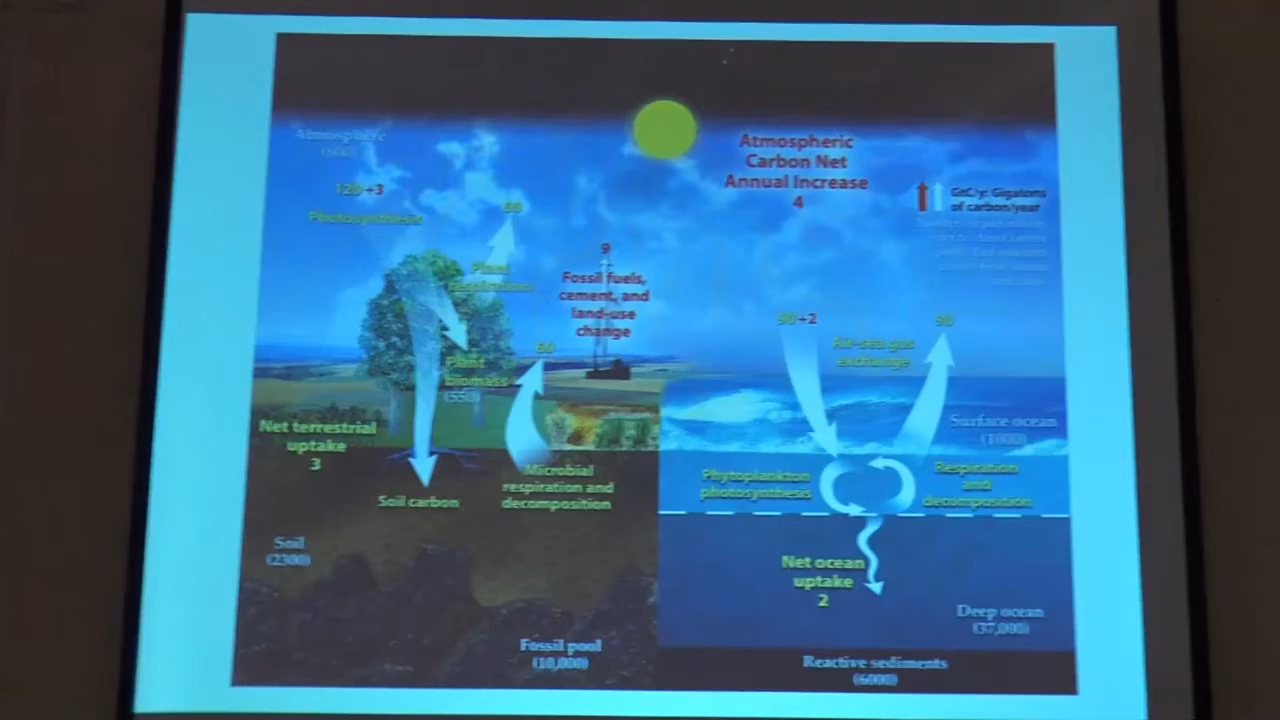 Atmosphere
120+3
Photosynthesis
60
Plant
respiration
9
Fossil fuels,
cement, and
land-use
change
Atmospheric
Carbon Net
Annual Increase
4
GtC/y: Gigatons
of carbon/year
90+2
Air-sea gas
exchange
90
Plant
biomass
(550)
60
Net terrestrial
uptake
3
Soil carbon
Microbial
respiration and
decomposition
Surface ocean
(1000)
Phytoplankton
photosynthesis
Respiration
and
decomposition
Soil
(2300)
Net ocean
uptake
2
Deep ocean
(37,000)
Fossil pool
(10,000)
Reactive sediments
(6000)